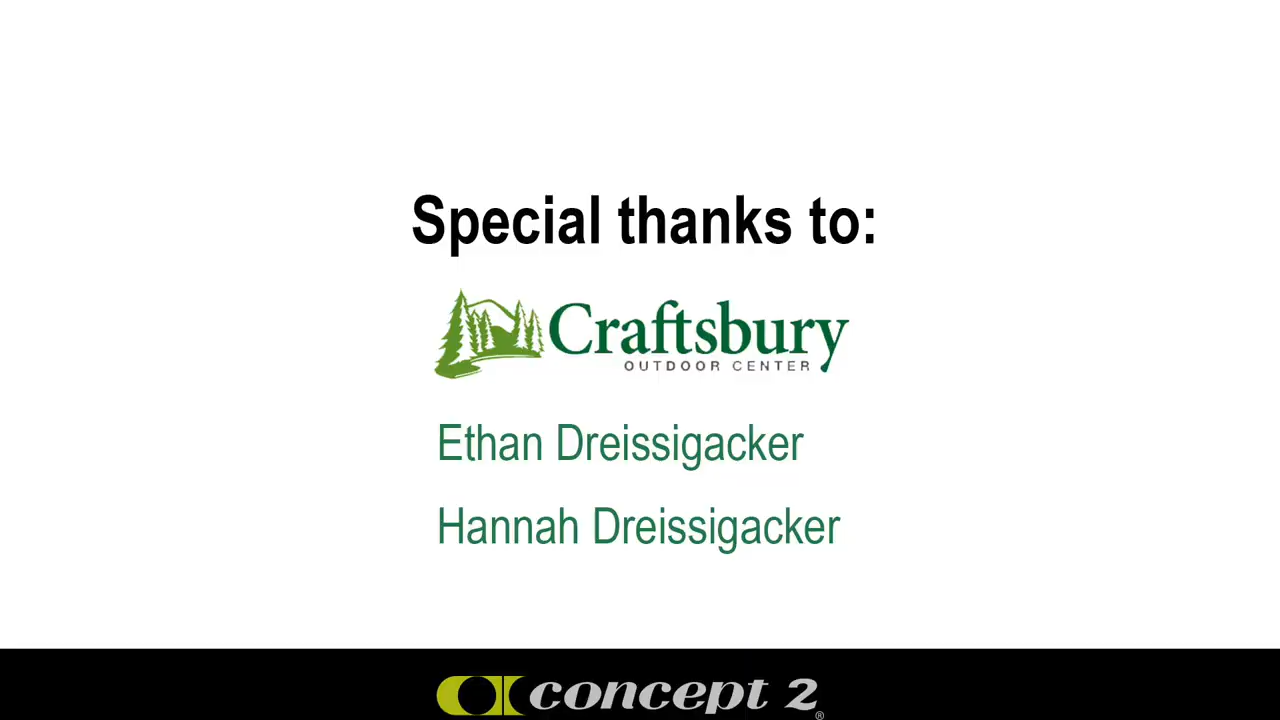 Special thanks to:
Craftsbury
OUTDOOR CENTER
Ethan Dreissigacker
Hannah Dreissigacker
concept 2®